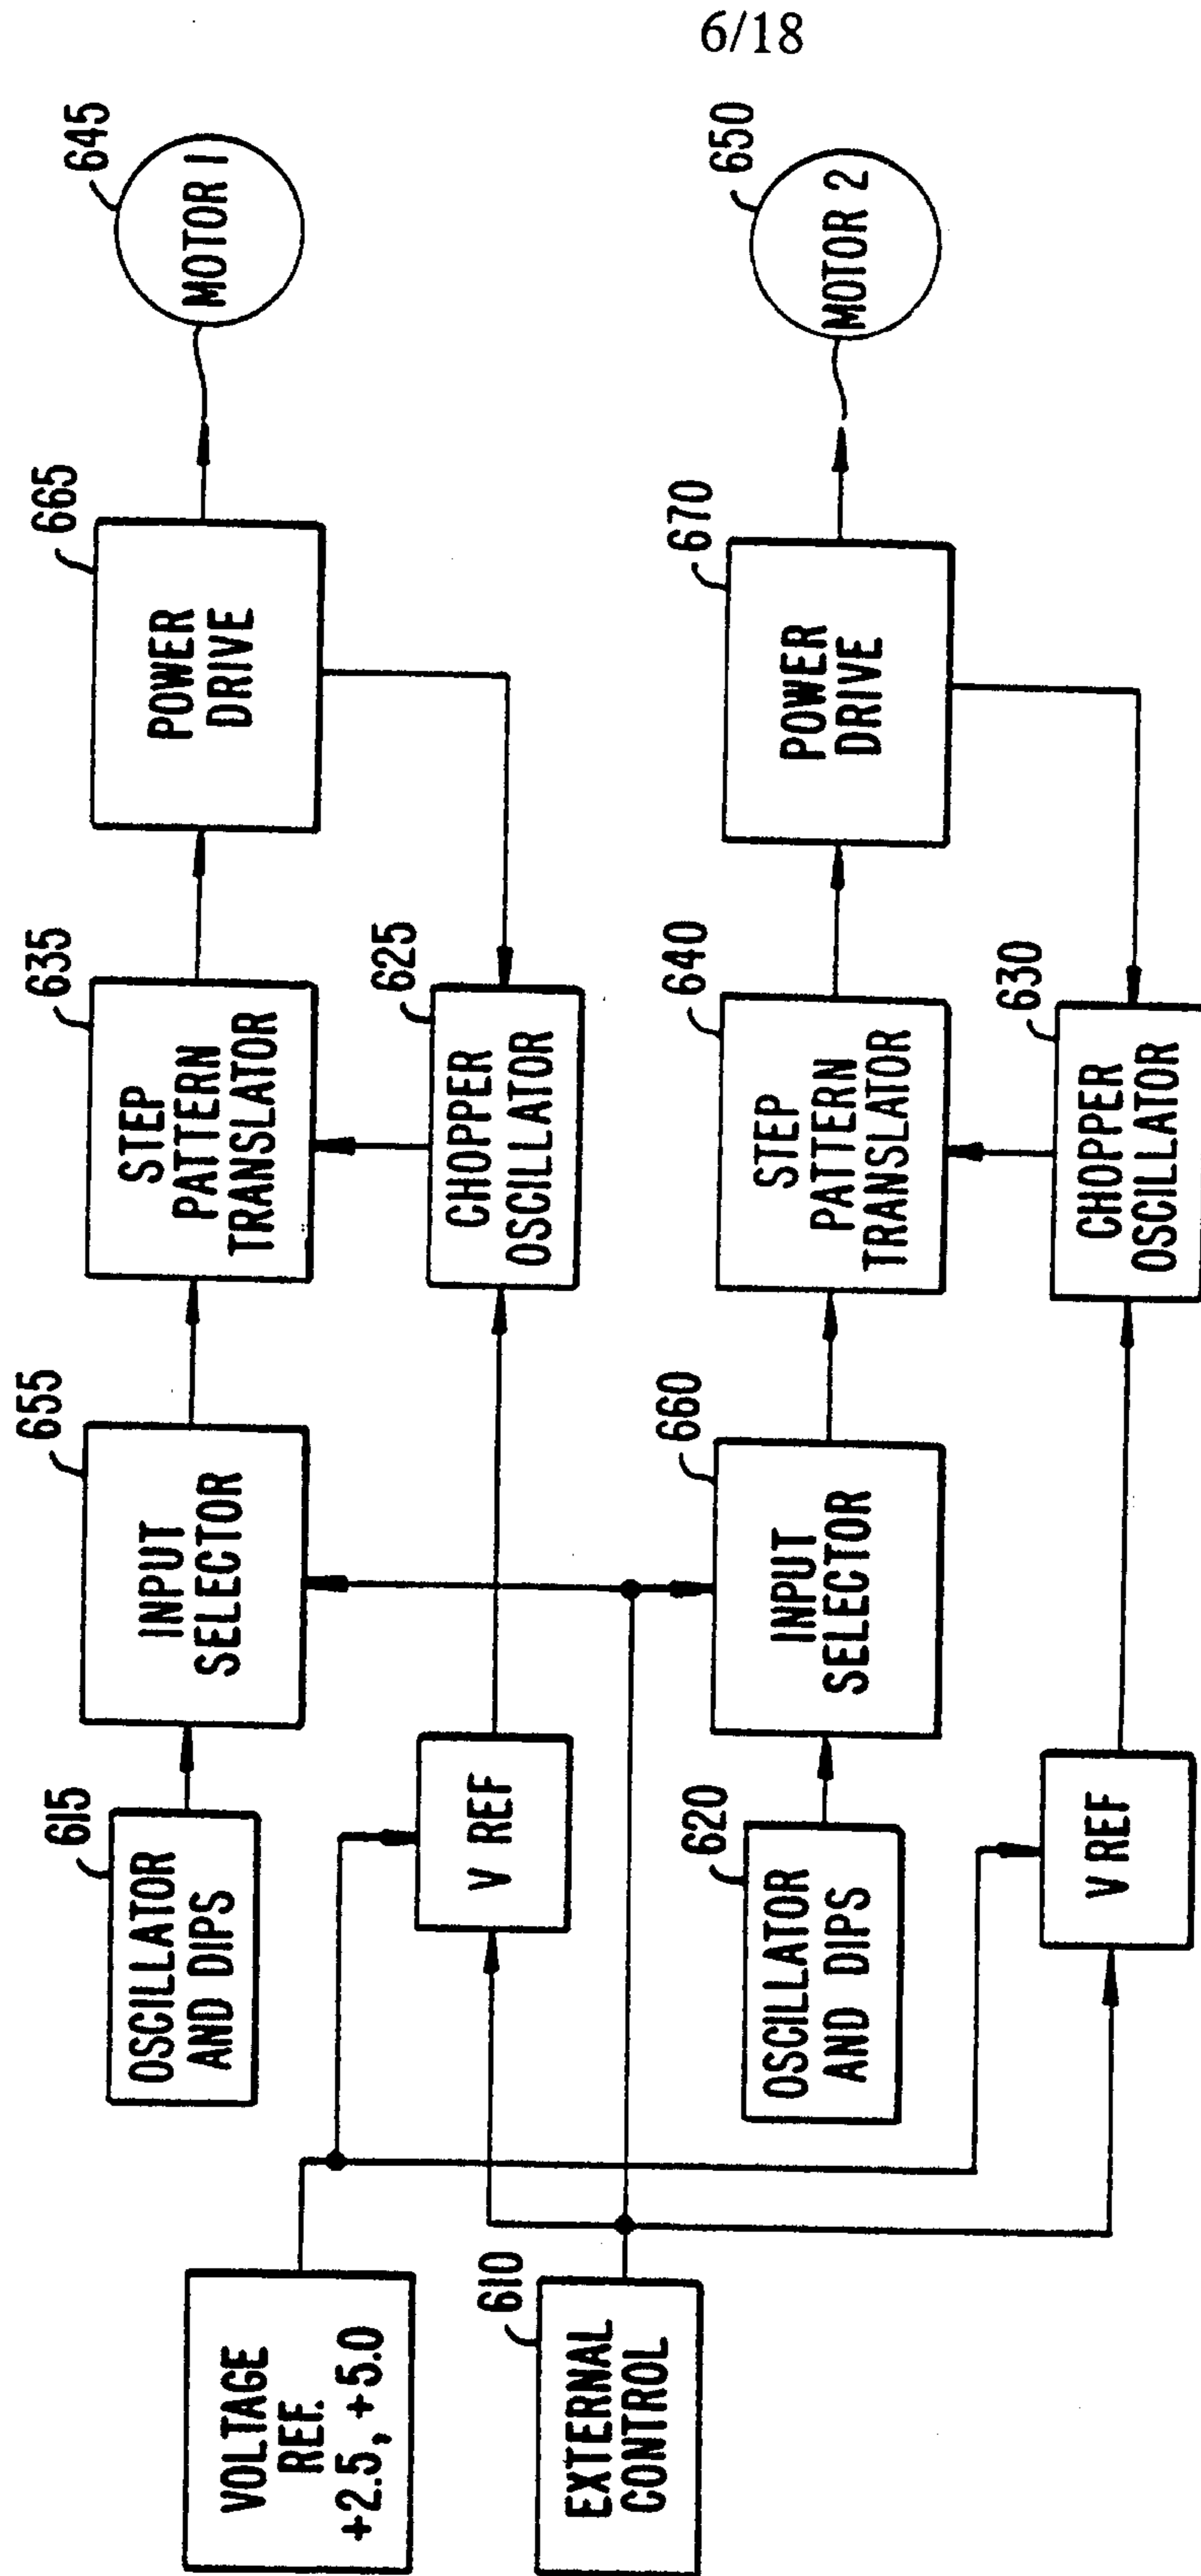 6/18
VOLTAGE
REF.
+2.5, +5.0
610
EXTERNAL
CONTROL
615
OSCILLATOR
AND DIPS
V REF
655
INPUT
SELECTOR
635
STEP
PATTERN
TRANSLATOR
625
CHOPPER
OSCILLATOR
665
POWER
DRIVE
645
MOTOR 1
620
OSCILLATOR
AND DIPS
V REF
660
INPUT
SELECTOR
640
STEP
PATTERN
TRANSLATOR
630
CHOPPER
OSCILLATOR
670
POWER
DRIVE
650
MOTOR 2